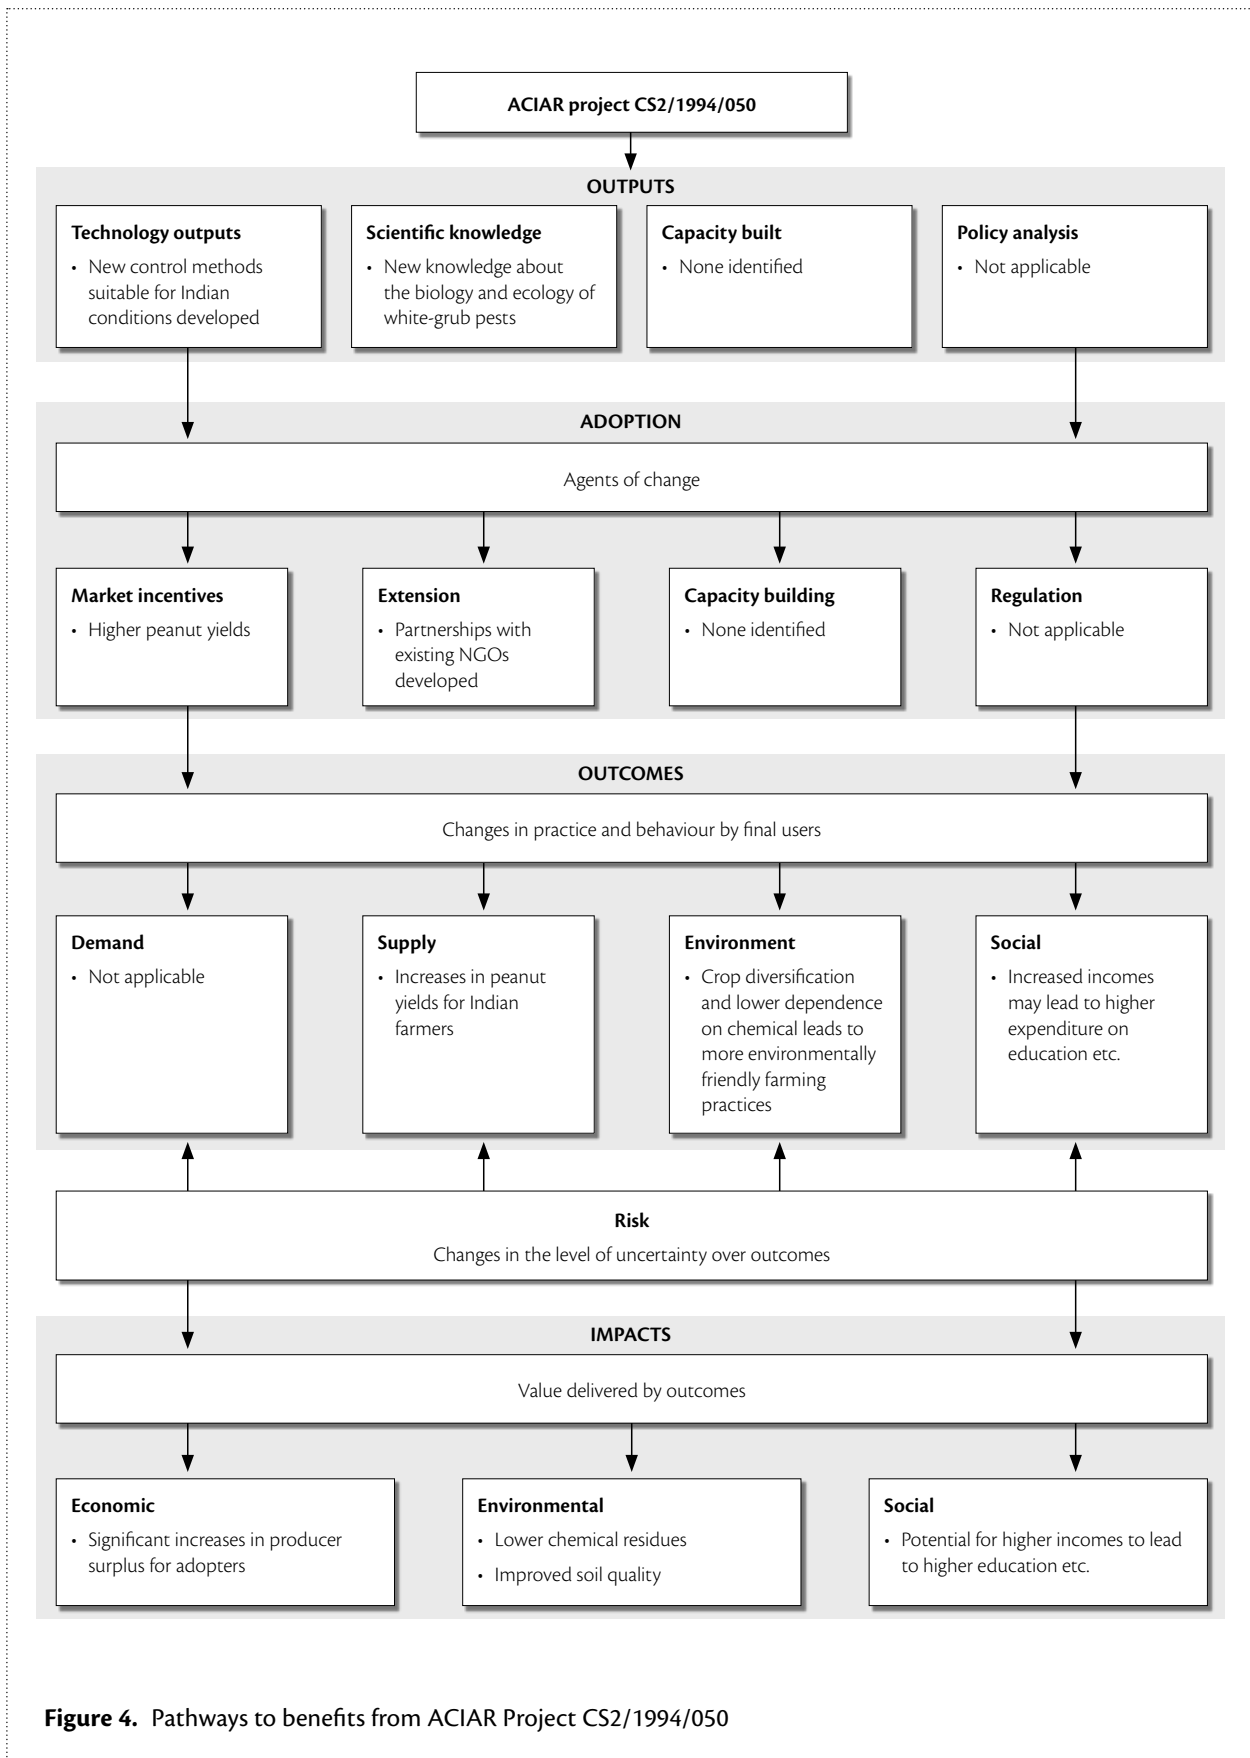 ACIAR project CS2/1994/050
OUTPUTS
Technology outputs
• New control methods
suitable for Indian
conditions developed
Scientific knowledge
• New knowledge about
the biology and ecology of
white-grub pests
Capacity built
• None identified
Policy analysis
• Not applicable
ADOPTION
Agents of change
Market incentives
• Higher peanut yields
Extension
• Partnerships with
existing NGOs
developed
Capacity building
• None identified
Regulation
• Not applicable
OUTCOMES
Changes in practice and behaviour by final users
Demand
• Not applicable
Supply
• Increases in peanut
yields for Indian
farmers
Environment
• Crop diversification
and lower dependence
on chemical leads to
more environmentally
friendly farming
practices
Social
• Increased incomes
may lead to higher
expenditure on
education etc.
Risk
Changes in the level of uncertainty over outcomes
IMPACTS
Value delivered by outcomes
Economic
• Significant increases in producer
surplus for adopters
Environmental
• Lower chemical residues
• Improved soil quality
Social
• Potential for higher incomes to lead
to higher education etc.
Figure 4. Pathways to benefits from ACIAR Project CS2/1994/050